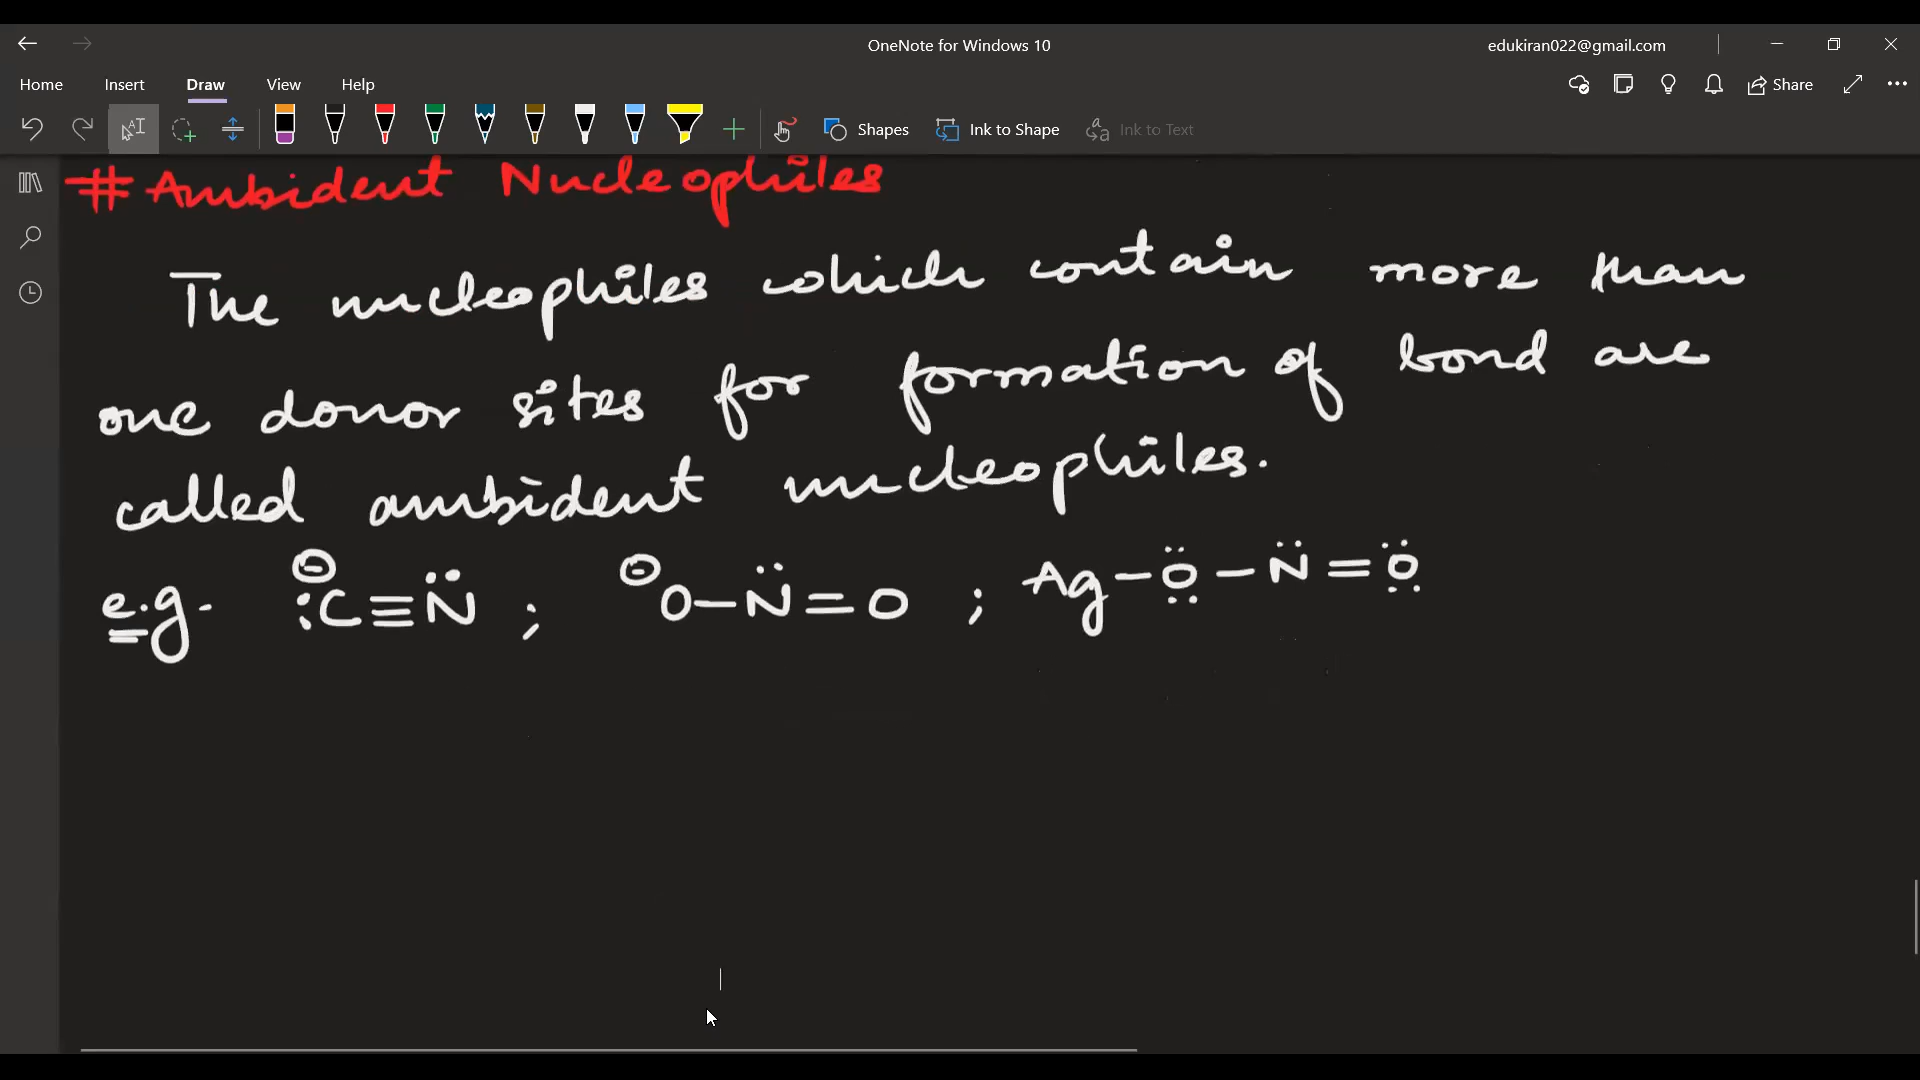 OneNote for Windows 10
edukiran022@gmail.com
Home Insert Draw View Help
Share
Shapes Ink to Shape Ink to Text
# Ambident Nucleophiles
The nucleophiles which contain more than
one donor sites for formation of bond are
called ambident nucleophiles.
e.g. ⊖:C≡N̈ ; ⊖O–N̈=O ; Ag–Ö–N̈=Ö